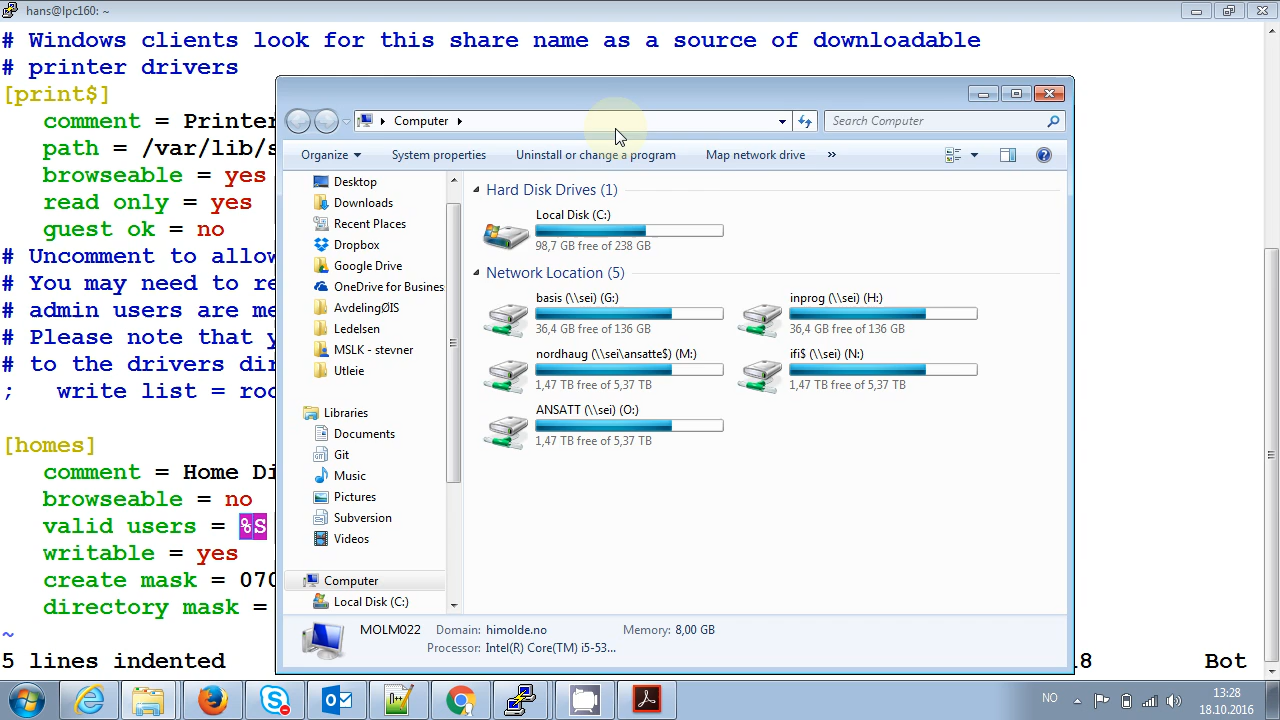 hans@lpc160: ~
# Windows clients look for this share name as a source of downloadable
# printer drivers
[print$]
comment = Printer
path = /var/lib/s
browseable = yes
read only = yes
guest ok = no
# Uncomment to allow
# You may need to re
# admin users are me
# Please note that y
# to the drivers dir
;   write list = roo
[homes]
comment = Home Di
browseable = no
valid users = %S
writable = yes
create mask = 070
directory mask =
~
5 lines indented
8
Bot
Computer
Search Computer
Organize
System properties
Uninstall or change a program
Map network drive
»
Desktop
Downloads
Recent Places
Dropbox
Google Drive
OneDrive for Busines
AvdelingØIS
Ledelsen
MSLK - stevner
Utleie
Libraries
Documents
Git
Music
Pictures
Subversion
Videos
Computer
Local Disk (C:)
Hard Disk Drives (1)
Local Disk (C:)
98,7 GB free of 238 GB
Network Location (5)
basis (\\sei) (G:)
36,4 GB free of 136 GB
inprog (\\sei) (H:)
36,4 GB free of 136 GB
nordhaug (\\sei\ansatte$) (M:)
1,47 TB free of 5,37 TB
ifi$ (\\sei) (N:)
1,47 TB free of 5,37 TB
ANSATT (\\sei) (O:)
1,47 TB free of 5,37 TB
MOLM022
Domain: himolde.no
Memory: 8,00 GB
Processor: Intel(R) Core(TM) i5-53...
NO
13:28
18.10.2016